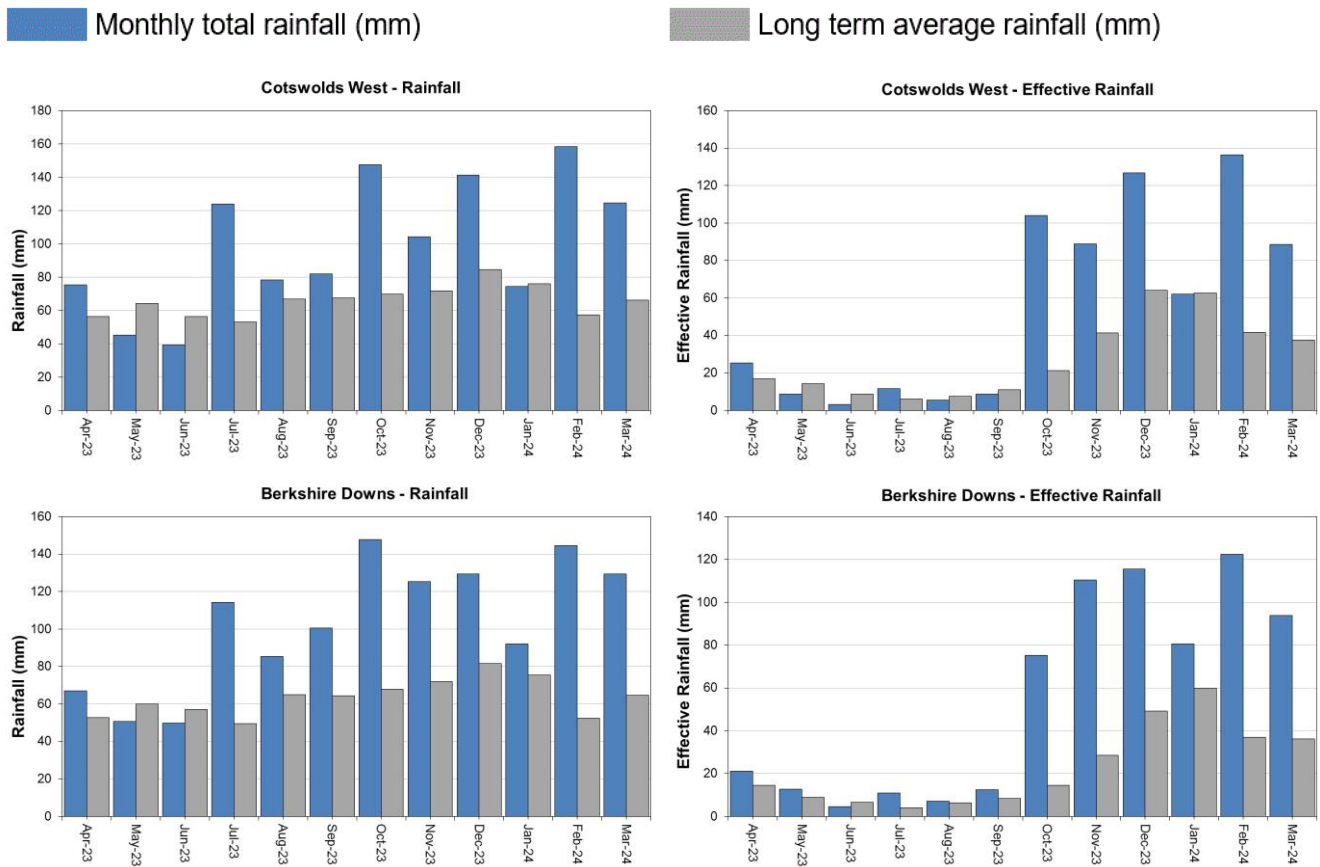 Monthly total rainfall (mm) Long term average rainfall (mm)
Cotswolds West - Rainfall
Rainfall (mm)
180
160
140
120
100
80
60
40
20
0
Apr-23 May-23 Jun-23 Jul-23 Aug-23 Sep-23 Oct-23 Nov-23 Dec-23 Jan-24 Feb-24 Mar-24
Cotswolds West - Effective Rainfall
Effective Rainfall (mm)
160
140
120
100
80
60
40
20
0
Apr-23 May-23 Jun-23 Jul-23 Aug-23 Sep-23 Oct-23 Nov-23 Dec-23 Jan-24 Feb-24 Mar-24
Berkshire Downs - Rainfall
Rainfall (mm)
160
140
120
100
80
60
40
20
0
Apr-23 May-23 Jun-23 Jul-23 Aug-23 Sep-23 Oct-23 Nov-23 Dec-23 Jan-24 Feb-24 Mar-24
Berkshire Downs - Effective Rainfall
Effective Rainfall (mm)
140
120
100
80
60
40
20
0
Apr-23 May-23 Jun-23 Jul-23 Aug-23 Sep-23 Oct-23 Nov-23 Dec-23 Jan-24 Feb-24 Mar-24